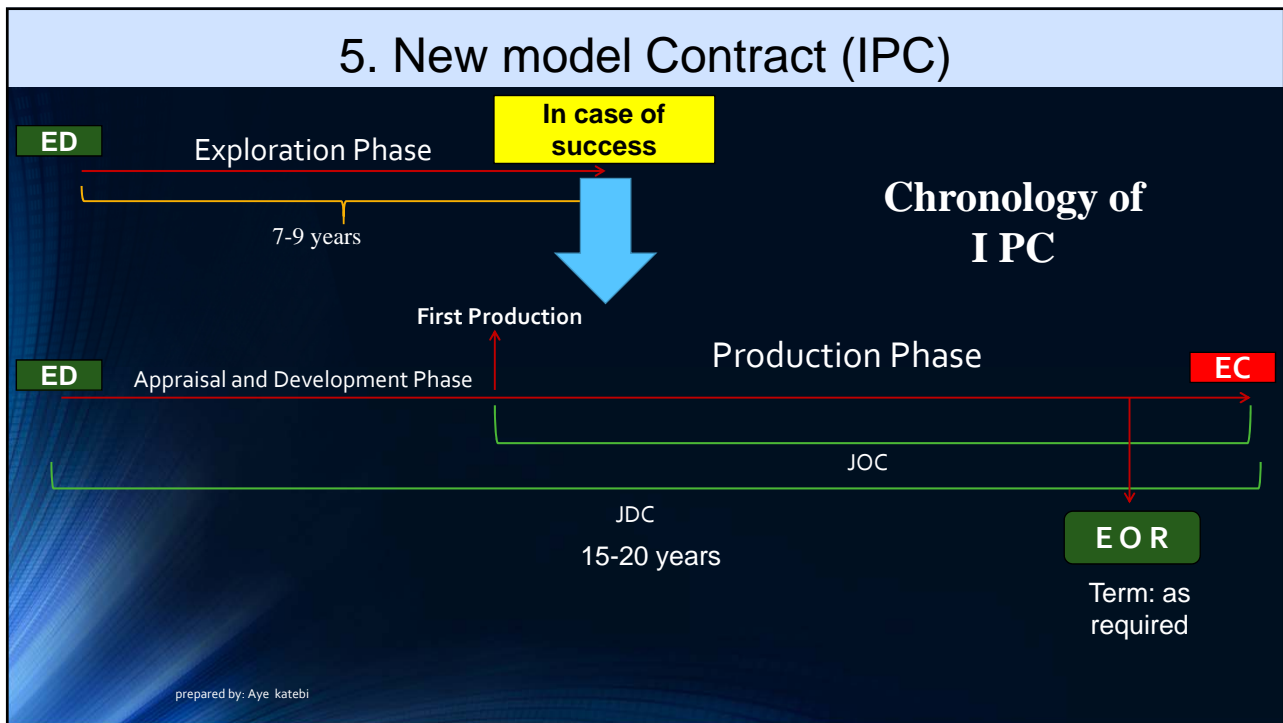 5. New model Contract (IPC)
In case of
success
ED
Exploration Phase
7-9 years
Chronology of
I PC
First Production
Production Phase
ED
Appraisal and Development Phase
EC
JOC
JDC
15-20 years
E O R
Term: as
required
prepared by: Aye katebi